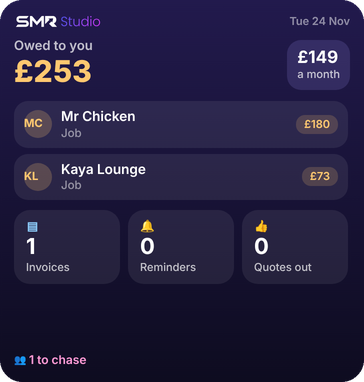 SMR Studio
Tue 24 Nov
Owed to you
£253
£149
a month
MC
Mr Chicken
Job
£180
KL
Kaya Lounge
Job
£73
1
Invoices
0
Reminders
0
Quotes out
1 to chase